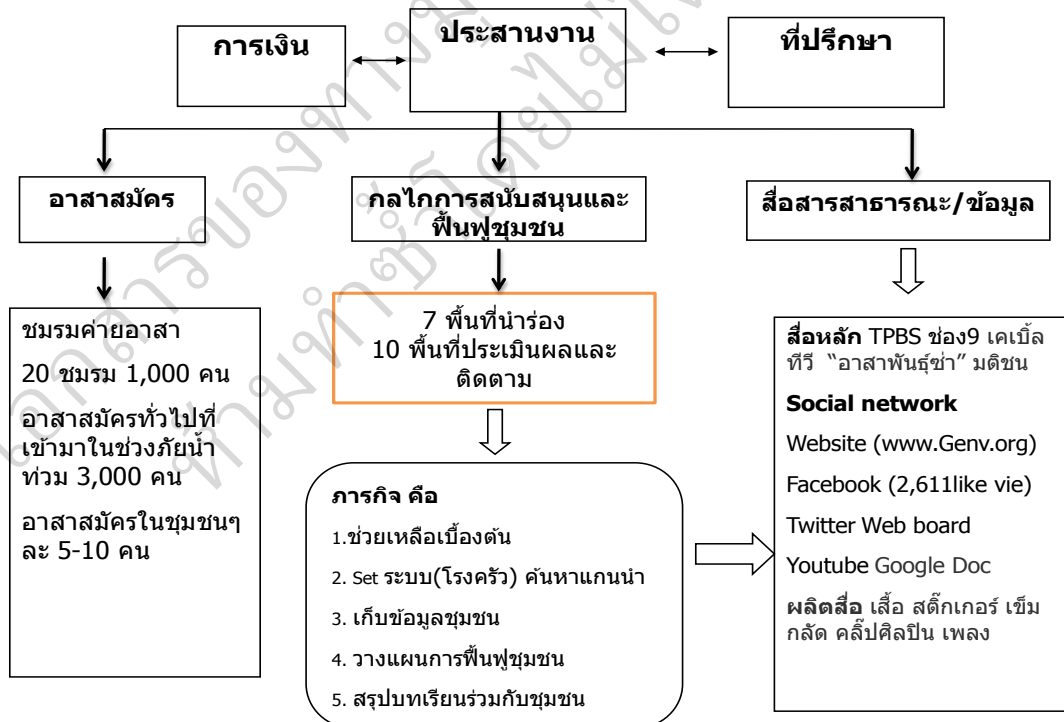 การเงิน
ประสานงาน
ที่ปรึกษา
อาสาสมัคร
กลไกการสนับสนุนและ
ฟื้นฟูชุมชน
สื่อสารสาธารณะ/ข้อมูล
ชมรมค่ายอาสา
20 ชมรม 1,000 คน
อาสาสมัครทั่วไปที่
เข้ามาในช่วงภัยน้ำ
ท่วม 3,000 คน
อาสาสมัครในชุมชนๆ
ละ 5-10 คน
7 พื้นที่นำร่อง
10 พื้นที่ประเมินผลและ
ติดตาม
ภารกิจ คือ
1.ช่วยเหลือเบื้องต้น
2. Set ระบบ(โรงครัว) ค้นหาแกนนำ
3. เก็บข้อมูลชุมชน
4. วางแผนการฟื้นฟูชุมชน
5. สรุปบทเรียนร่วมกับชุมชน
สื่อหลัก TPBS ช่อง9 เคเบิ้ล
ทีวี “อาสาพันธุ์ซ่า” มติชน
Social network
Website (www.Genv.org)
Facebook (2,611like vie)
Twitter Web board
Youtube Google Doc
ผลิตสื่อ เสื้อ สติ๊กเกอร์ เข็ม
กลัด คลิ๊ปศิลปิน เพลง